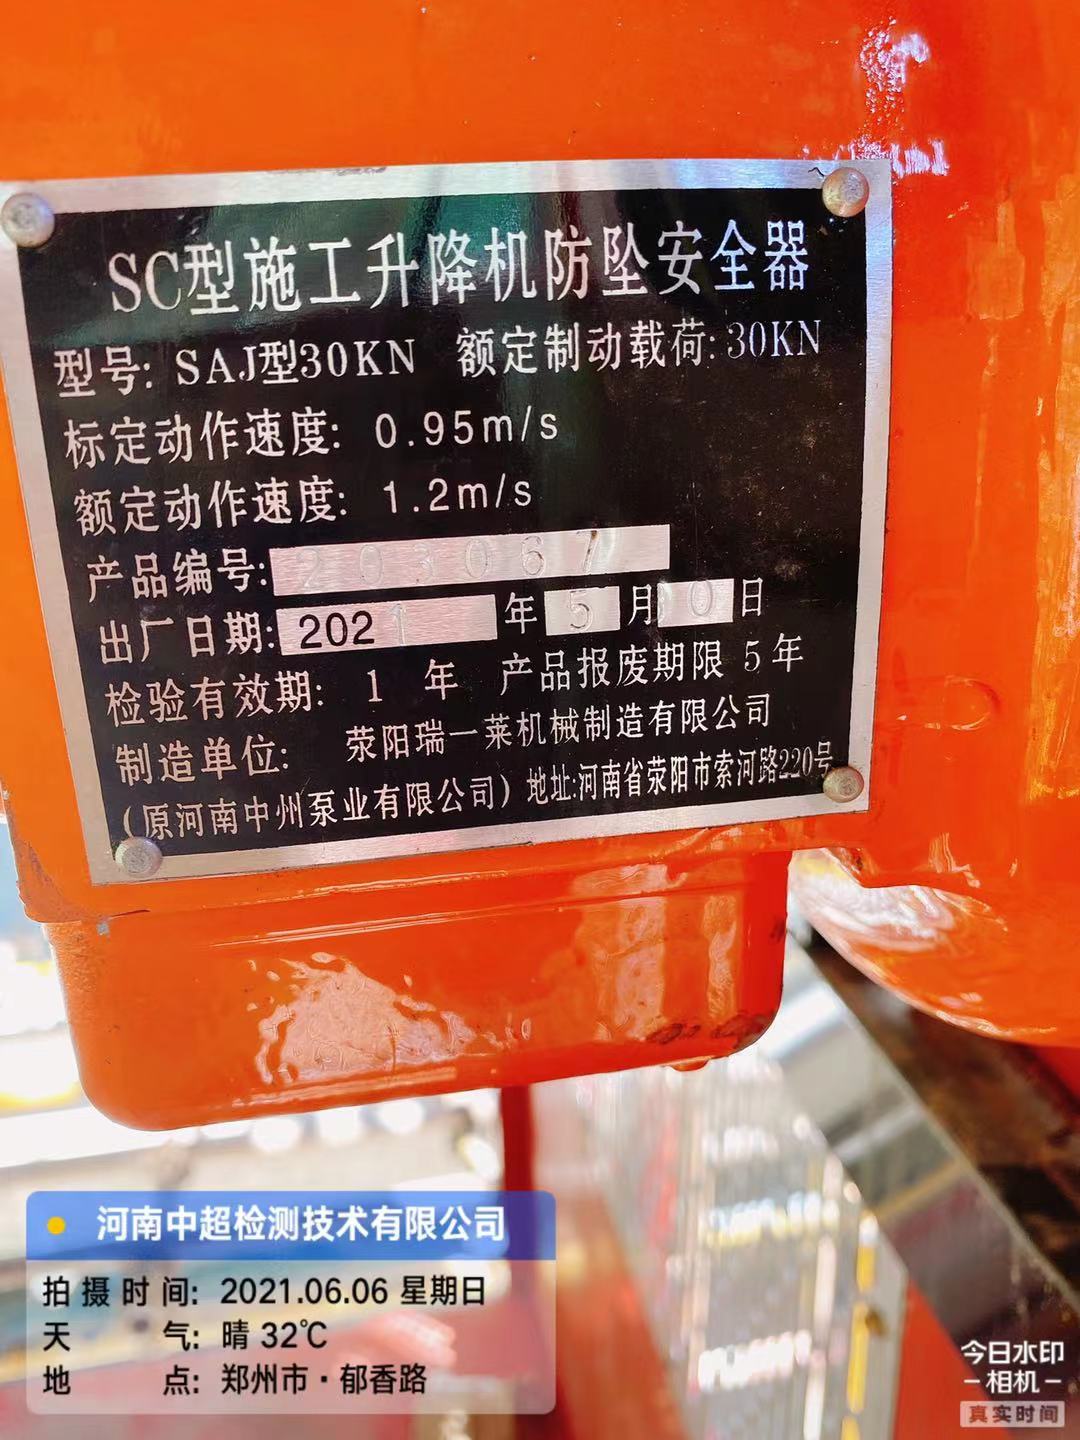 SC型施工升降机防坠安全器
型号: SAJ型30KN 额定制动载荷: 30KN
标定动作速度: 0.95m/s
额定动作速度: 1.2m/s
产品编号: 203067
出厂日期: 2021 年 5 月 0 日
检验有效期: 1 年 产品报废期限 5 年
制造单位: 荥阳瑞一莱机械制造有限公司
(原河南中州泵业有限公司) 地址:河南省荥阳市索河路220号
河南中超检测技术有限公司
拍摄时间: 2021.06.06 星期日
天气: 晴 32℃
地点: 郑州市·郁香路
今日水印
-相机-
真实时间